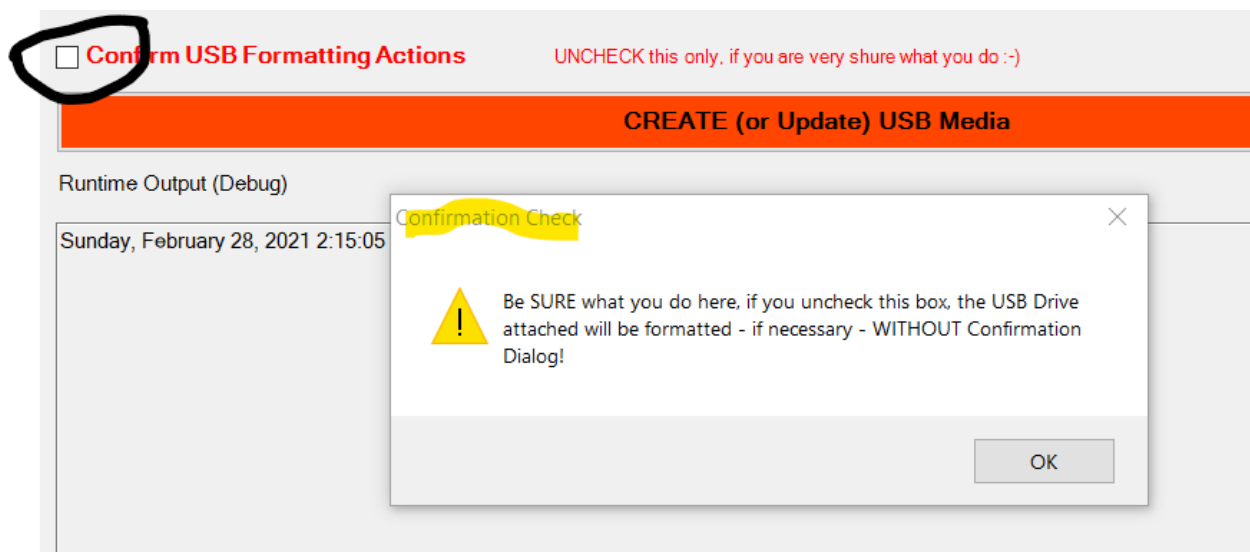 Confirm USB Formatting Actions
UNCHECK this only, if you are very shure what you do :-)
CREATE (or Update) USB Media
Runtime Output (Debug)
Sunday, February 28, 2021 2:15:05
Confirmation Check
Be SURE what you do here, if you uncheck this box, the USB Drive
attached will be formatted - if necessary - WITHOUT Confirmation
Dialog!
OK